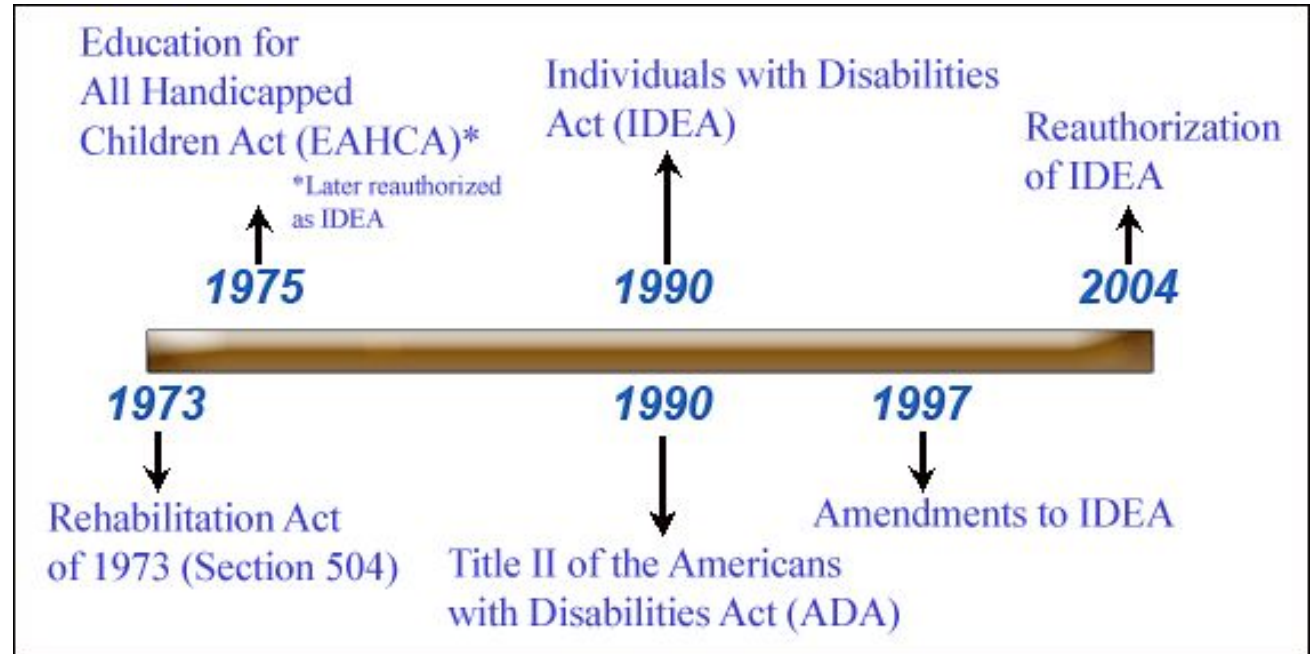 Education for
All Handicapped
Children Act (EAHCA)*
*Later reauthorized
as IDEA
1975
Individuals with Disabilities
Act (IDEA)
1990
Reauthorization
of IDEA
2004
1973
Rehabilitation Act
of 1973 (Section 504)
1990
Title II of the Americans
with Disabilities Act (ADA)
1997
Amendments to IDEA